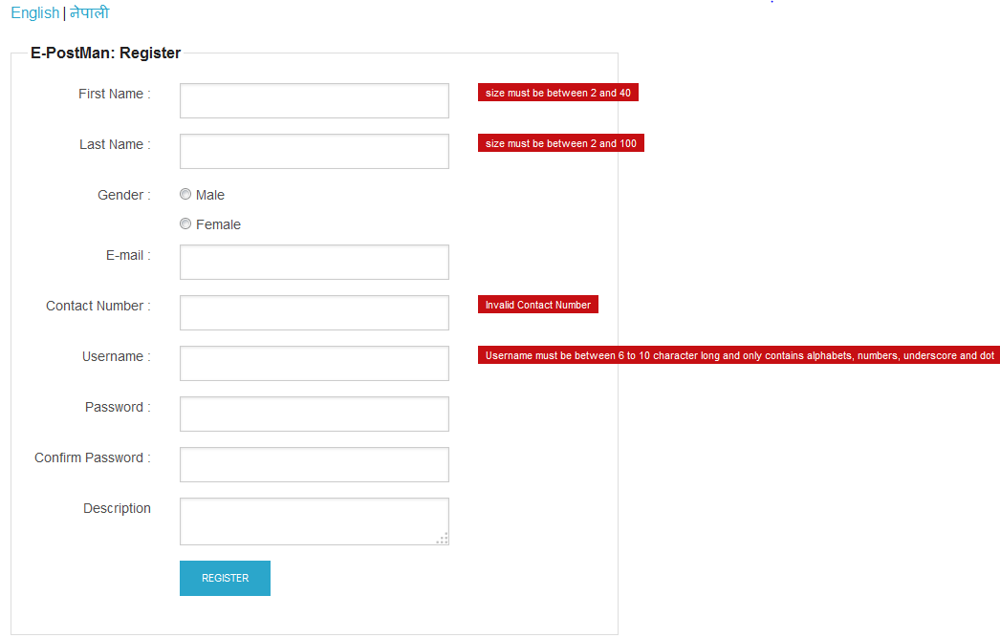 English | नेपाली
E-PostMan: Register
First Name : size must be between 2 and 40
Last Name : size must be between 2 and 100
Gender : Male
Female
E-mail :
Contact Number : Invalid Contact Number
Username : Username must be between 6 to 10 character long and only contains alphabets, numbers, underscore and dot
Password :
Confirm Password :
Description
REGISTER